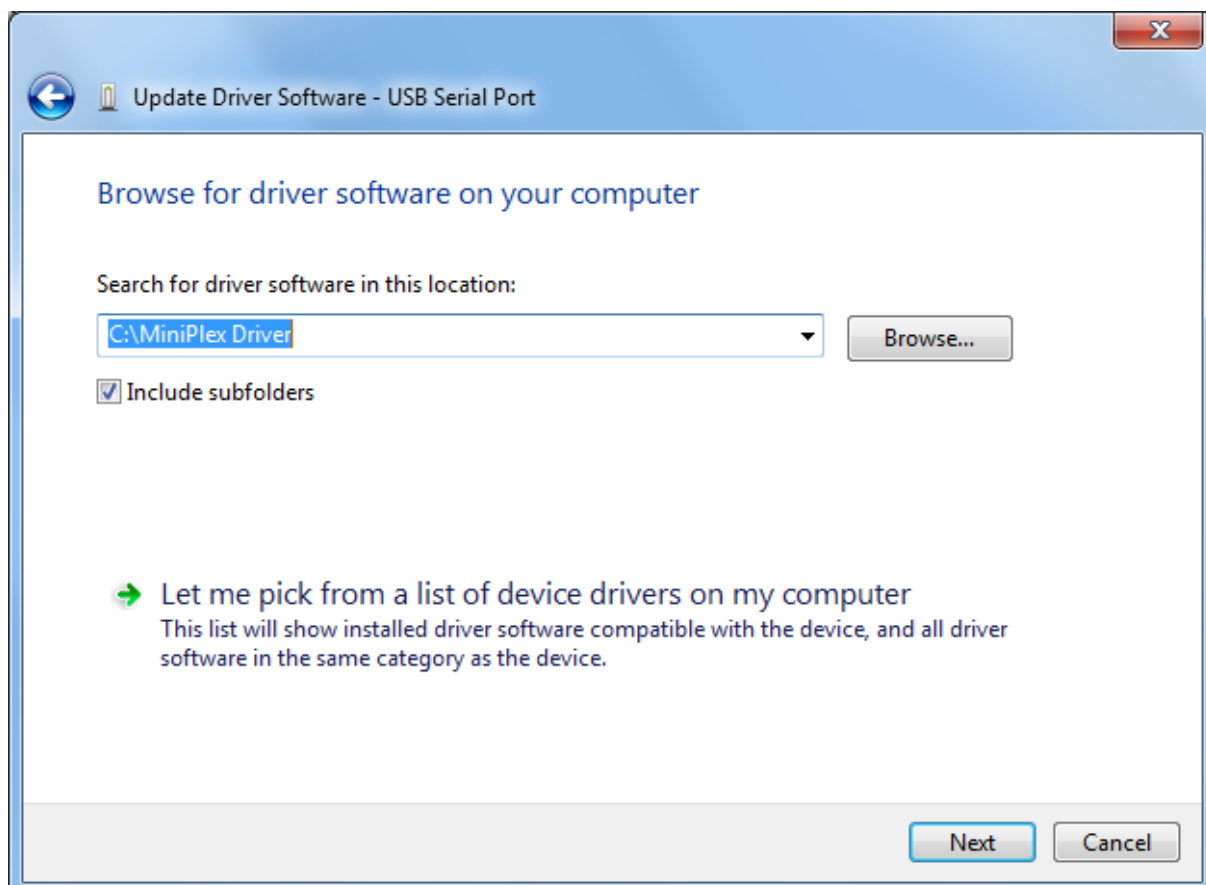 Update Driver Software - USB Serial Port
Browse for driver software on your computer
Search for driver software in this location:
C:\MiniPlex Driver
Browse...
Include subfolders
Let me pick from a list of device drivers on my computer
This list will show installed driver software compatible with the device, and all driver
software in the same category as the device.
Next
Cancel